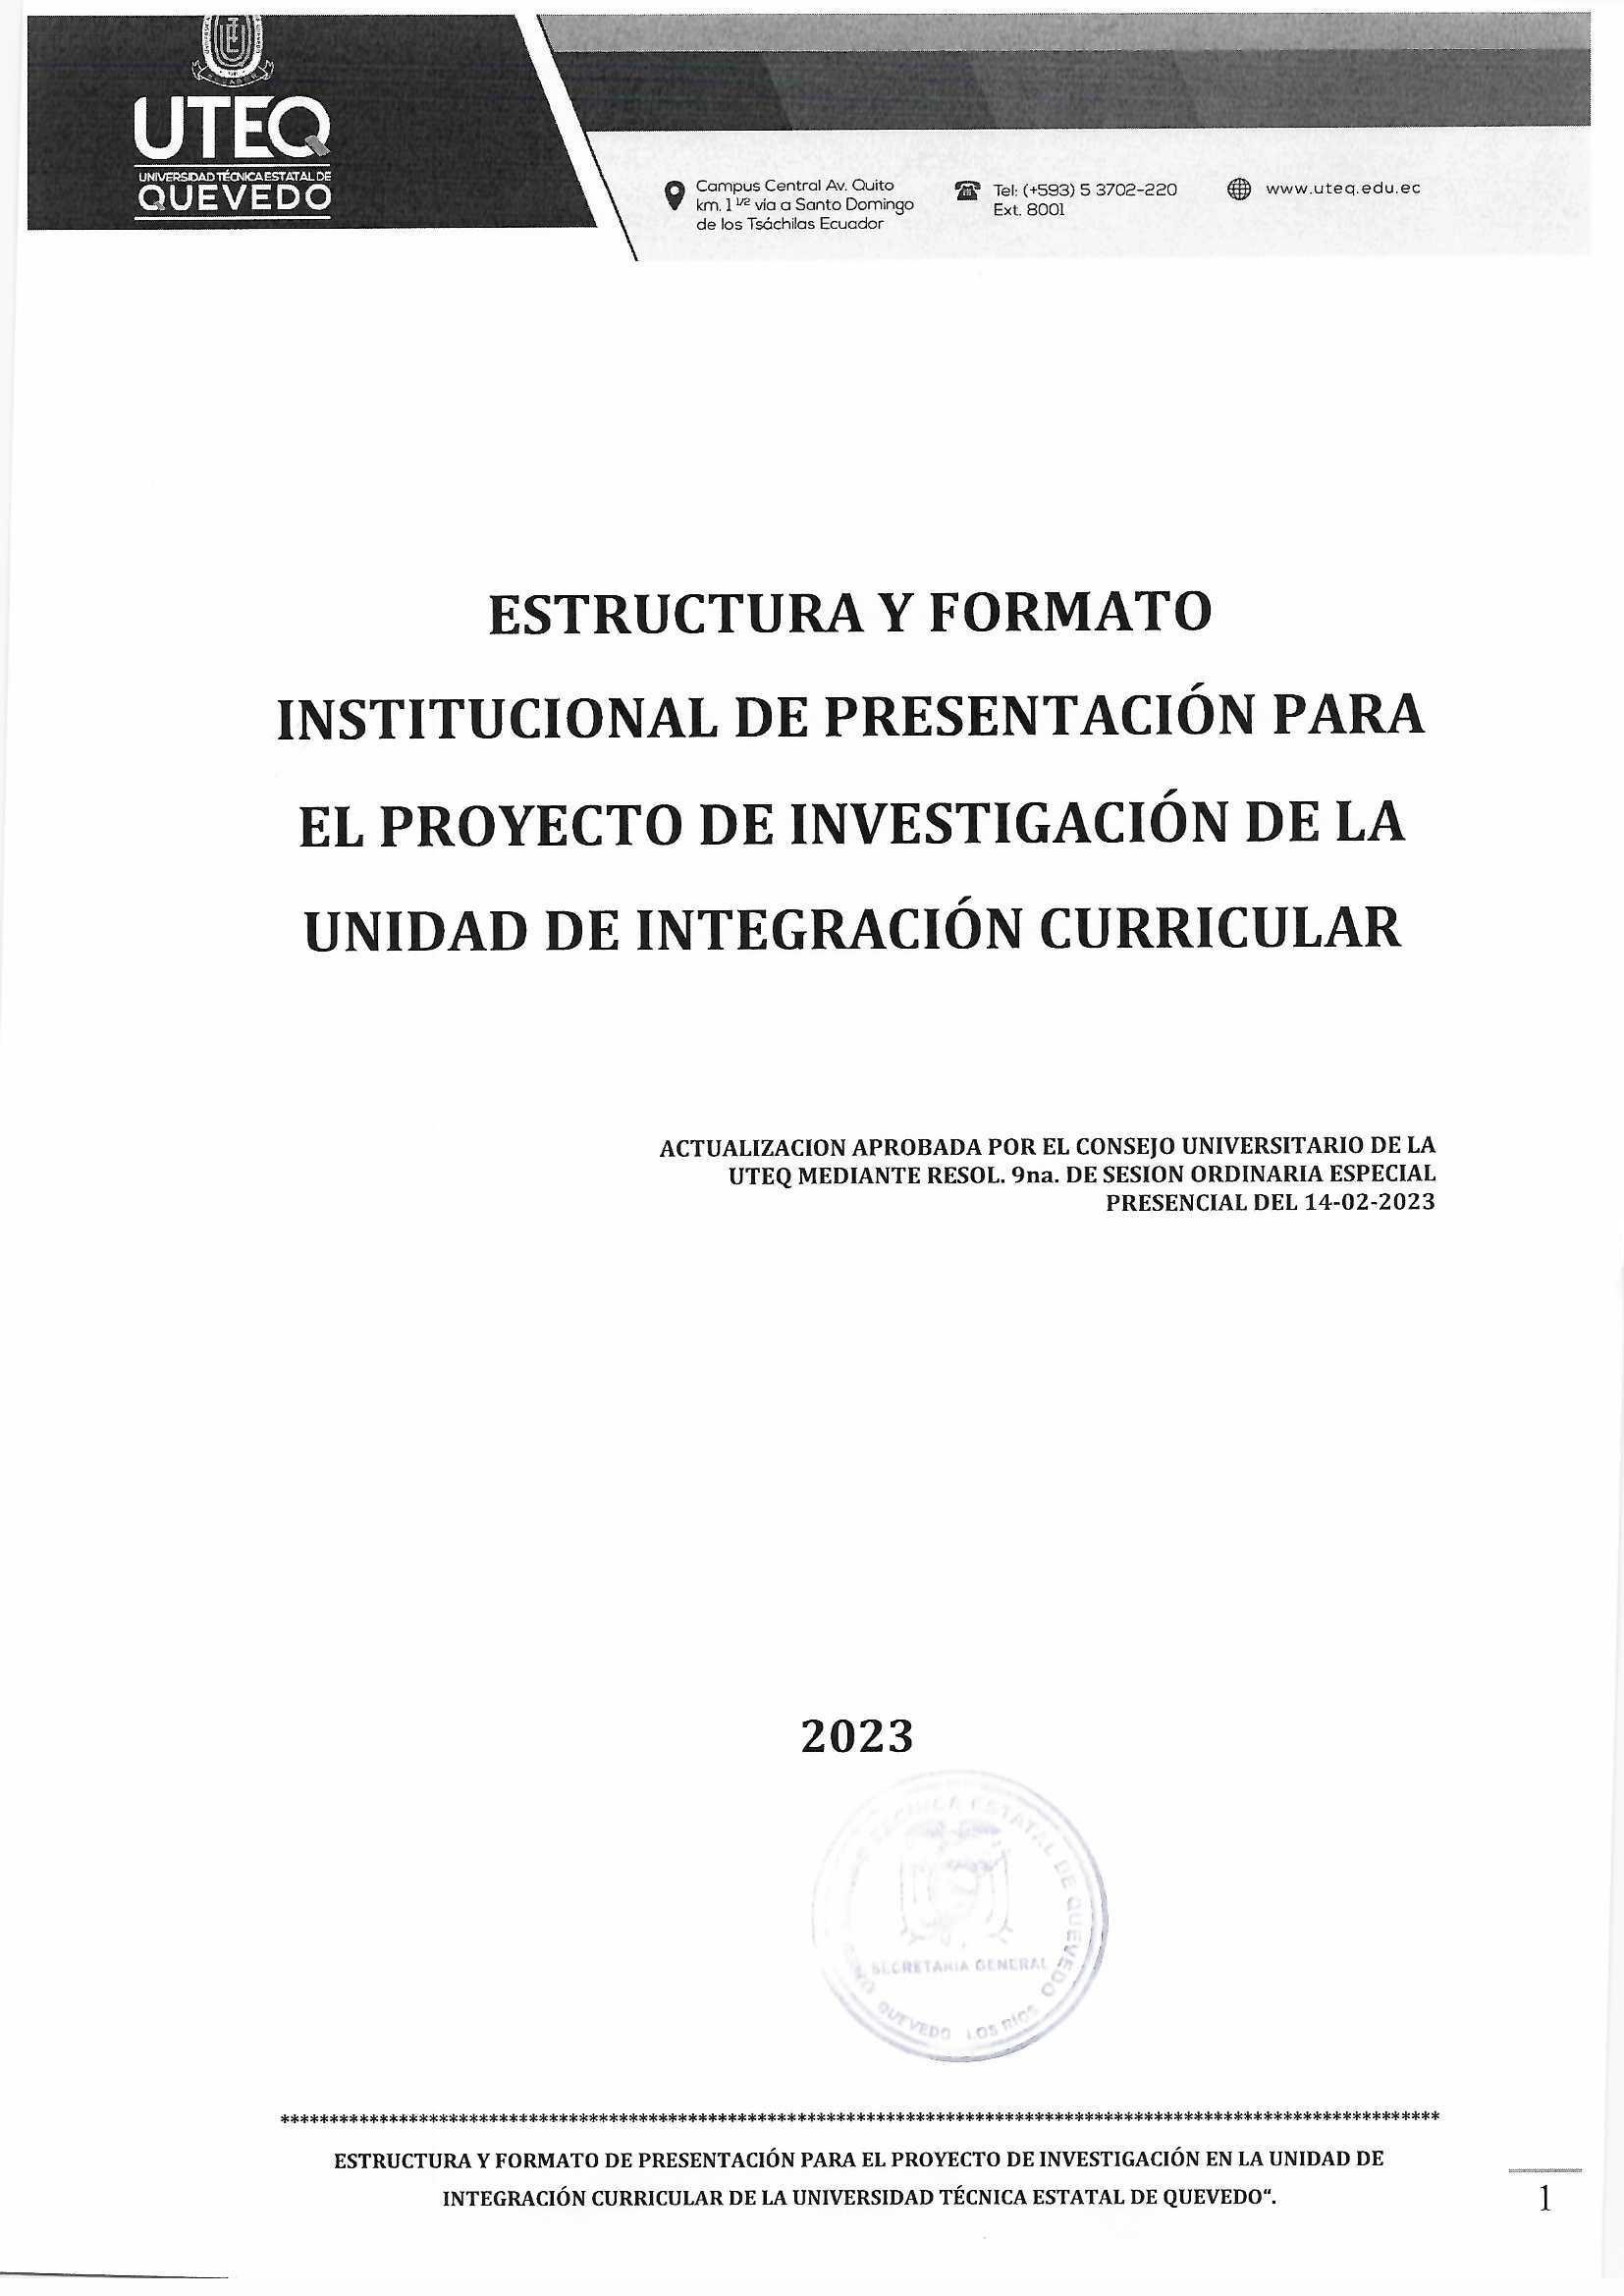 UTEQ
UNIVERSIDAD TÉCNICA ESTATAL DE
QUEVEDO
Campus Central Av. Quito
km. 1 1/2 vía a Santo Domingo
de los Tsáchilas Ecuador
Tel: (+593) 5 3702-220
Ext. 8001
www.uteq.edu.ec
ESTRUCTURA Y FORMATO
INSTITUCIONAL DE PRESENTACIÓN PARA
EL PROYECTO DE INVESTIGACIÓN DE LA
UNIDAD DE INTEGRACIÓN CURRICULAR
ACTUALIZACION APROBADA POR EL CONSEJO UNIVERSITARIO DE LA
UTEQ MEDIANTE RESOL. 9na. DE SESION ORDINARIA ESPECIAL
PRESENCIAL DEL 14-02-2023
2023
TÉCNICA ESTATAL DE QUEVEDO
SECRETARIA GENERAL
QUEVEDO LOS RÍOS
********************************************************************************************************************
ESTRUCTURA Y FORMATO DE PRESENTACIÓN PARA EL PROYECTO DE INVESTIGACIÓN EN LA UNIDAD DE
INTEGRACIÓN CURRICULAR DE LA UNIVERSIDAD TÉCNICA ESTATAL DE QUEVEDO“.
1